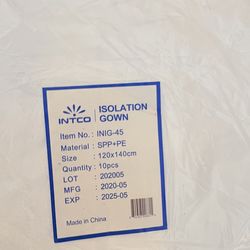 INTCO
ISOLATION
GOWN
Item No. : INIG-45
Material : SPP+PE
Size : 120x140cm
Quantity : 10pcs
LOT : 202005
MFG : 2020-05
EXP : 2025-05
Made in China